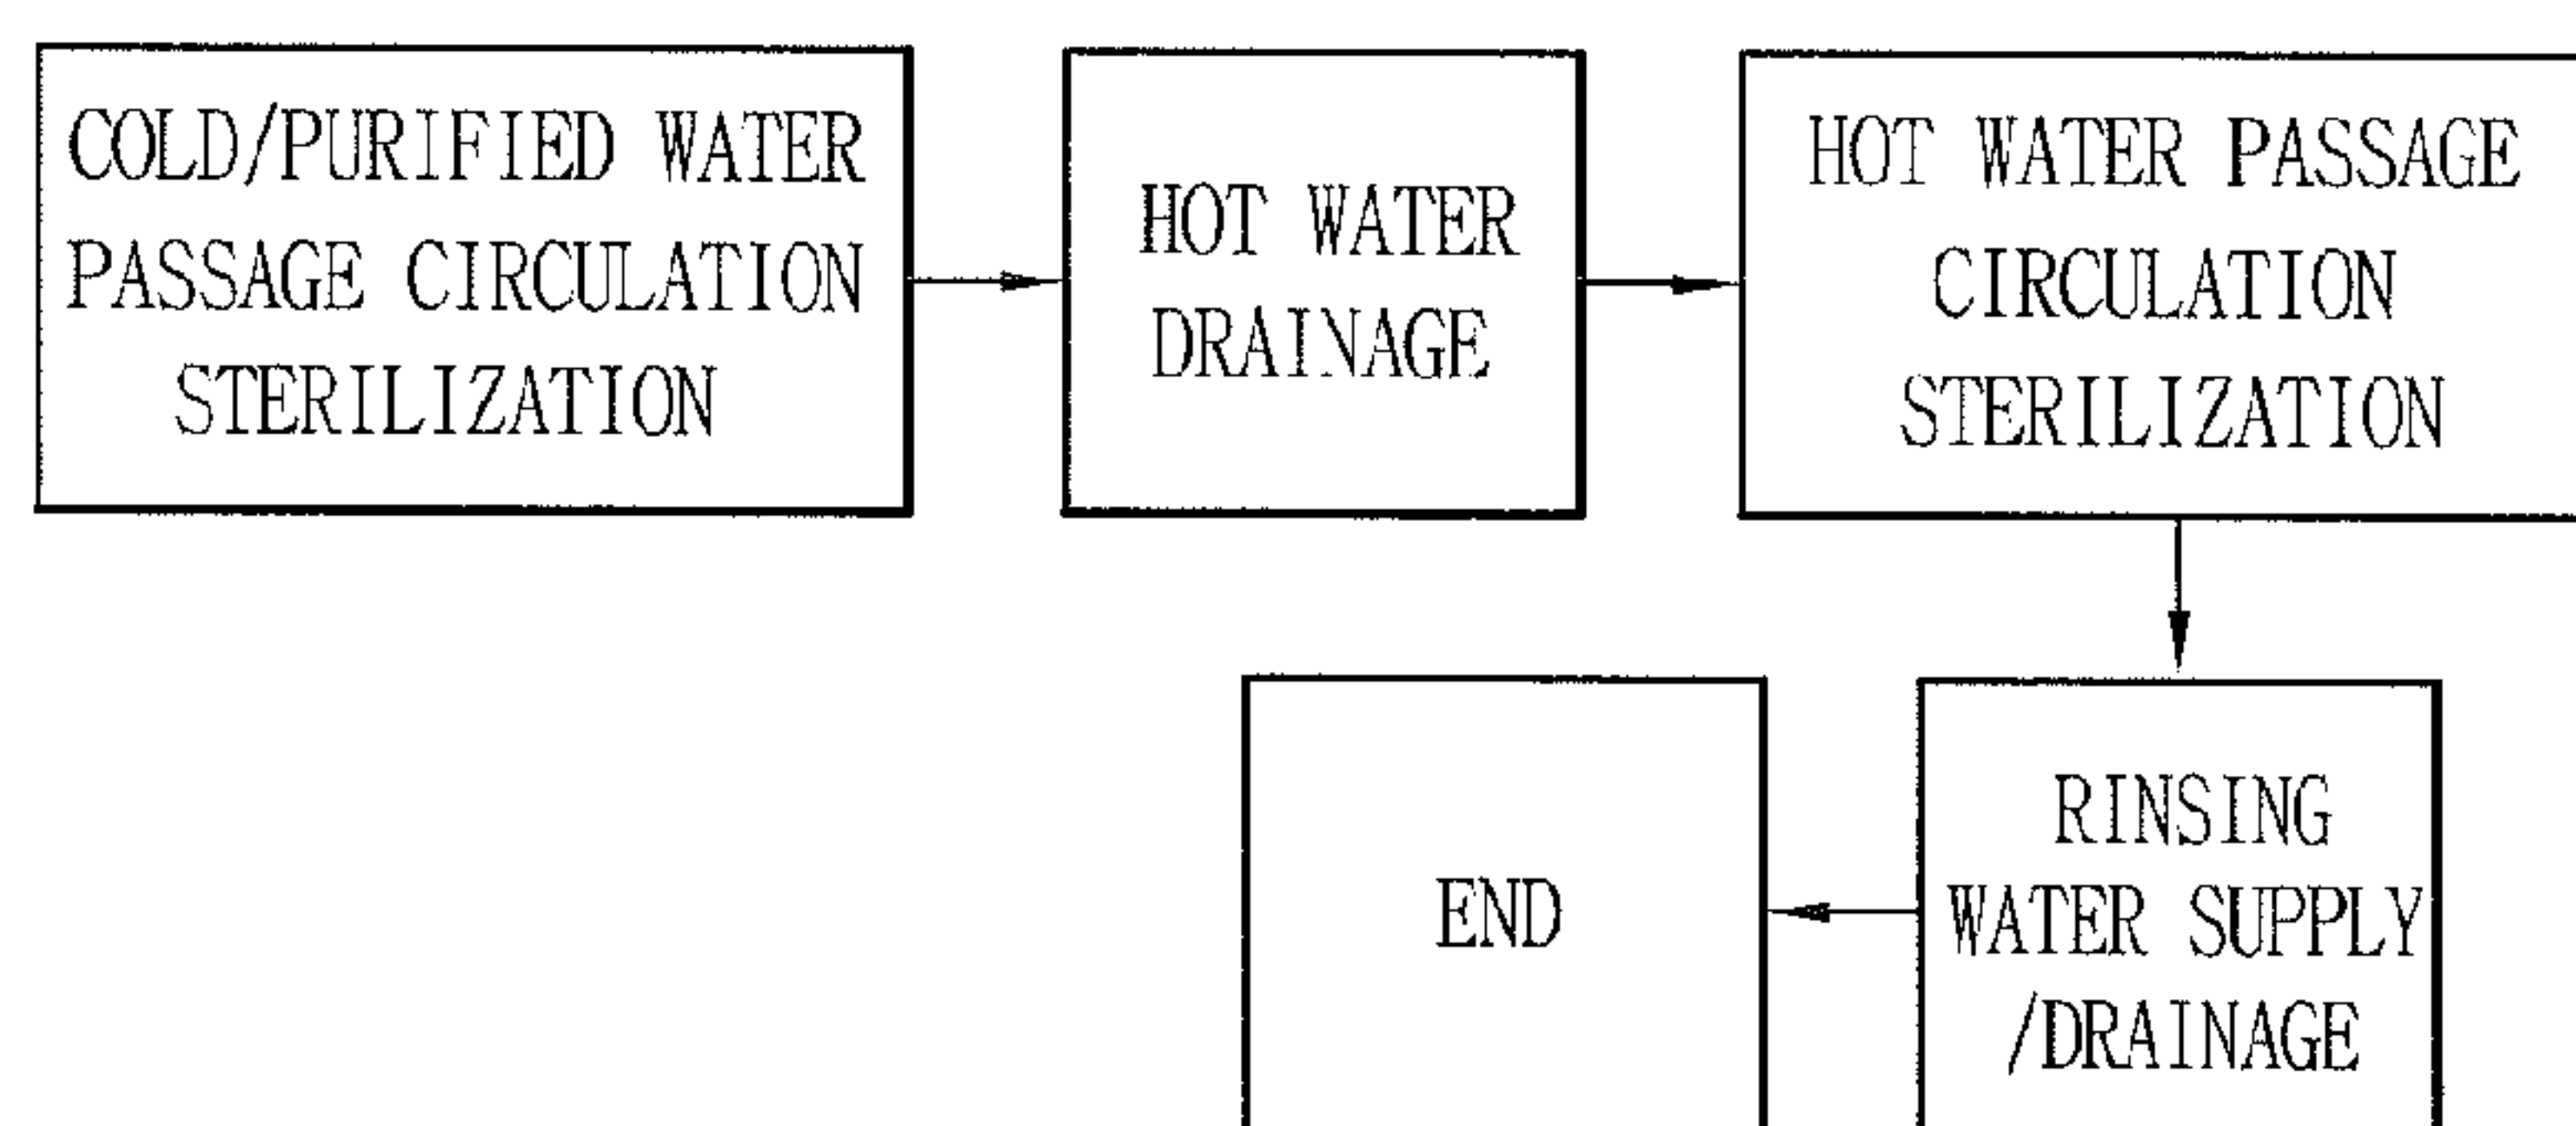 COLD/PURIFIED WATER
PASSAGE CIRCULATION
STERILIZATION
HOT WATER
DRAINAGE
HOT WATER PASSAGE
CIRCULATION
STERILIZATION
RINSING
WATER SUPPLY
/DRAINAGE
END